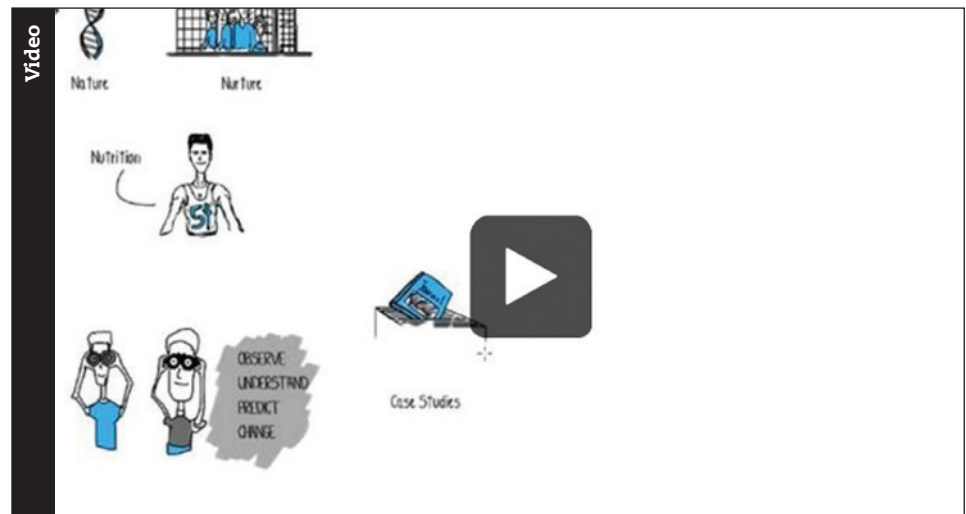 Video
Nature
Nurture
Nutrition
OBSERVE
UNDERSTAND
PREDICT
CHANGE
Case Studies